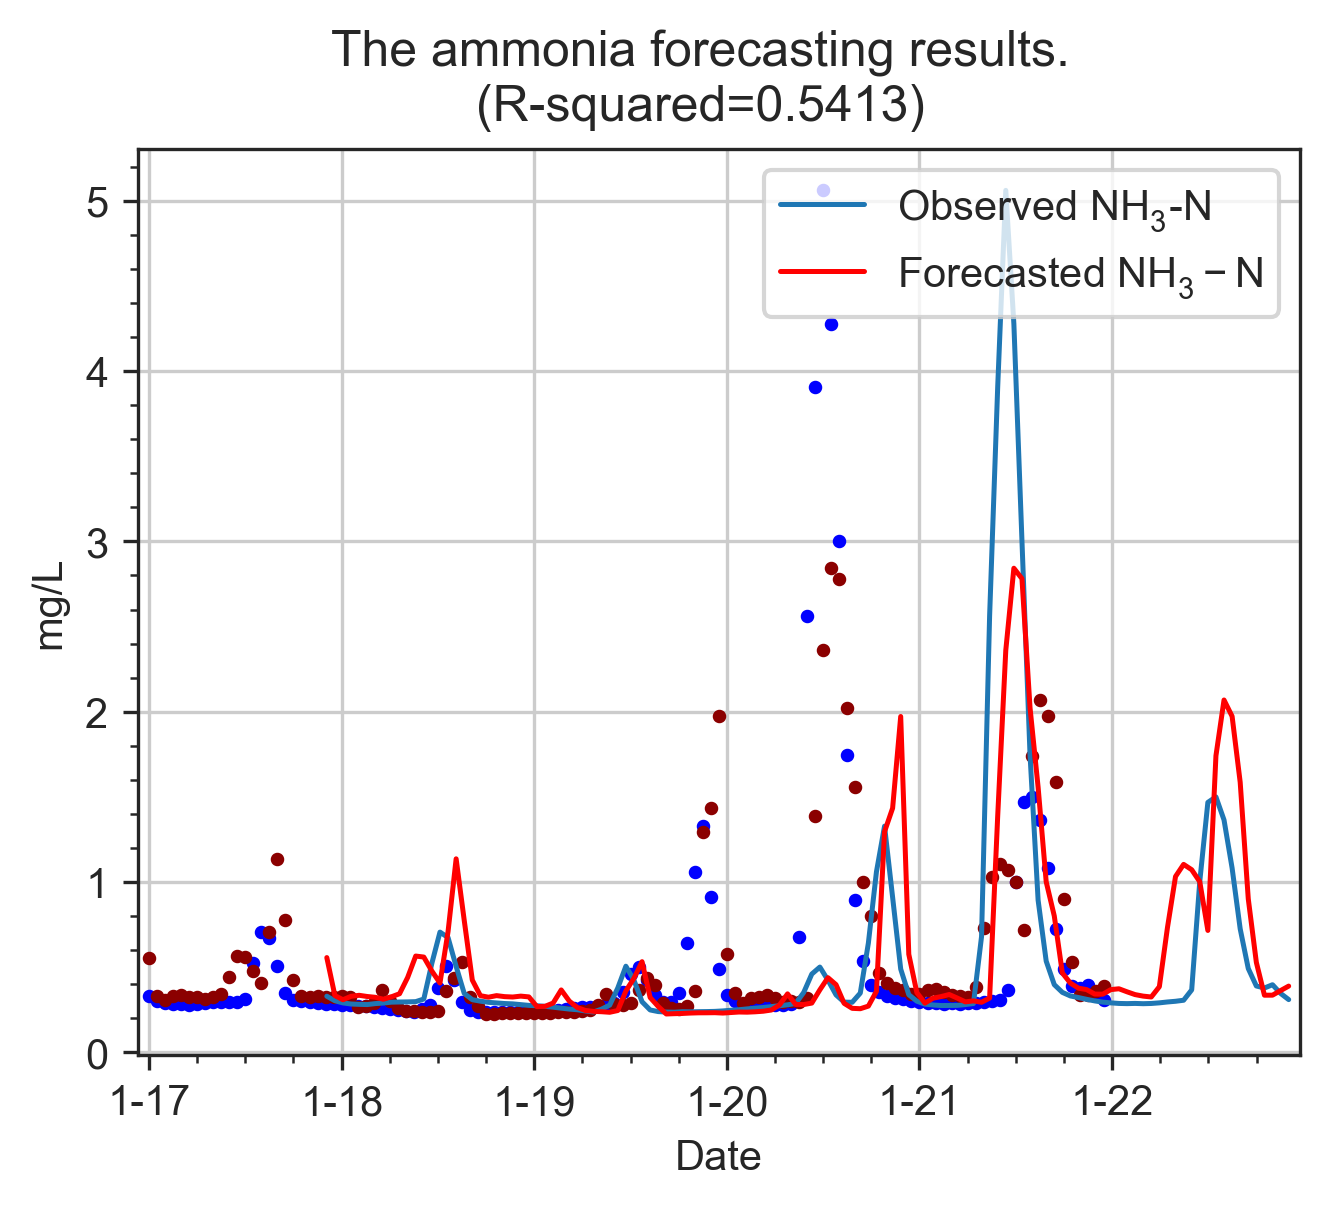 The ammonia forecasting results.
(R-squared=0.5413)
Observed NH₃-N
Forecasted NH₃ − N
5
4
3
2
1
0
mg/L
1-17 1-18 1-19 1-20 1-21 1-22
Date